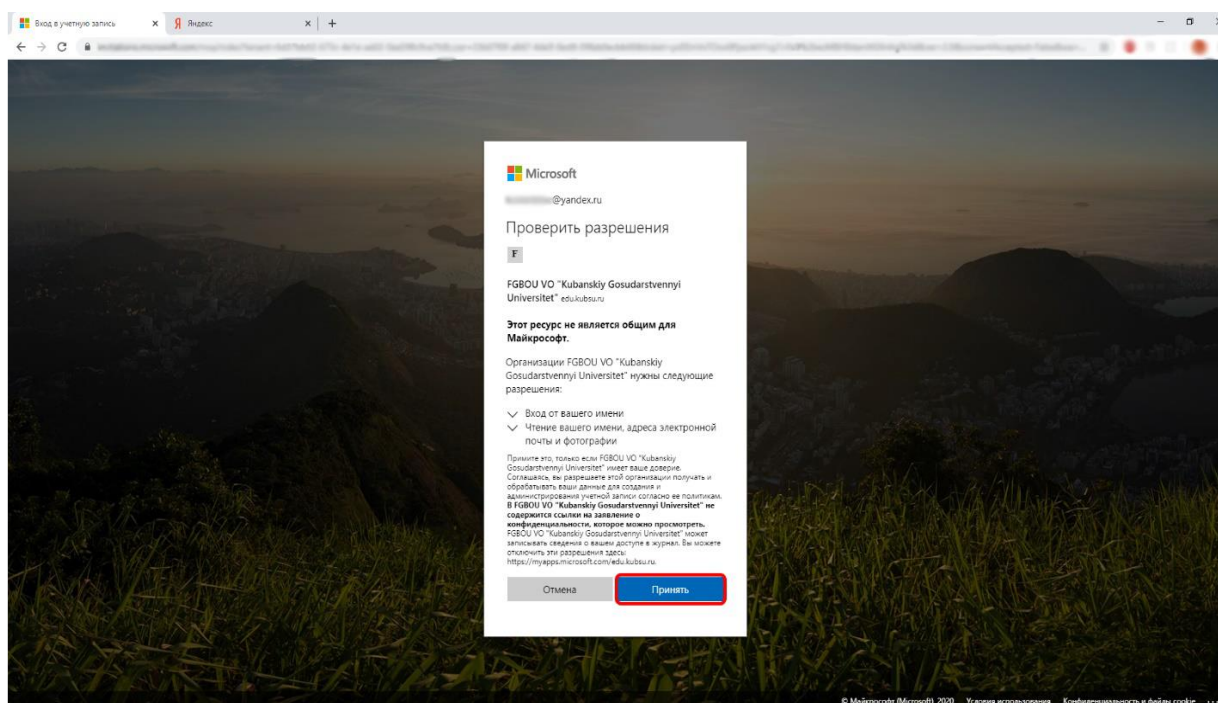 Вход в учетную запись
Яндекс
Microsoft
@yandex.ru
Проверить разрешения
F
FGBOU VO "Kubanskiy Gosudarstvennyi
Universitet" edu.kubsu.ru
Этот ресурс не является общим для
Майкрософт.
Организации FGBOU VO "Kubanskiy
Gosudarstvennyi Universitet" нужны следующие
разрешения:
Вход от вашего имени
Чтение вашего имени, адреса электронной
почты и фотографии
Примите это, только если FGBOU VO "Kubanskiy
Gosudarstvennyi Universitet" имеет ваше доверие.
Соглашаясь, вы разрешаете этой организации получать и
обрабатывать ваши данные для создания и
администрирования учетной записи согласно ее политикам.
В FGBOU VO "Kubanskiy Gosudarstvennyi Universitet" не
содержится ссылки на заявление о
конфиденциальности, которое можно просмотреть.
FGBOU VO "Kubanskiy Gosudarstvennyi Universitet" может
записывать сведения о вашем доступе в журнал. Вы можете
отключить эти разрешения здесь:
https://myapps.microsoft.com/edu.kubsu.ru.
Отмена Принять
© Майкрософт (Microsoft), 2020 Условия использования Конфиденциальность и файлы cookie ...